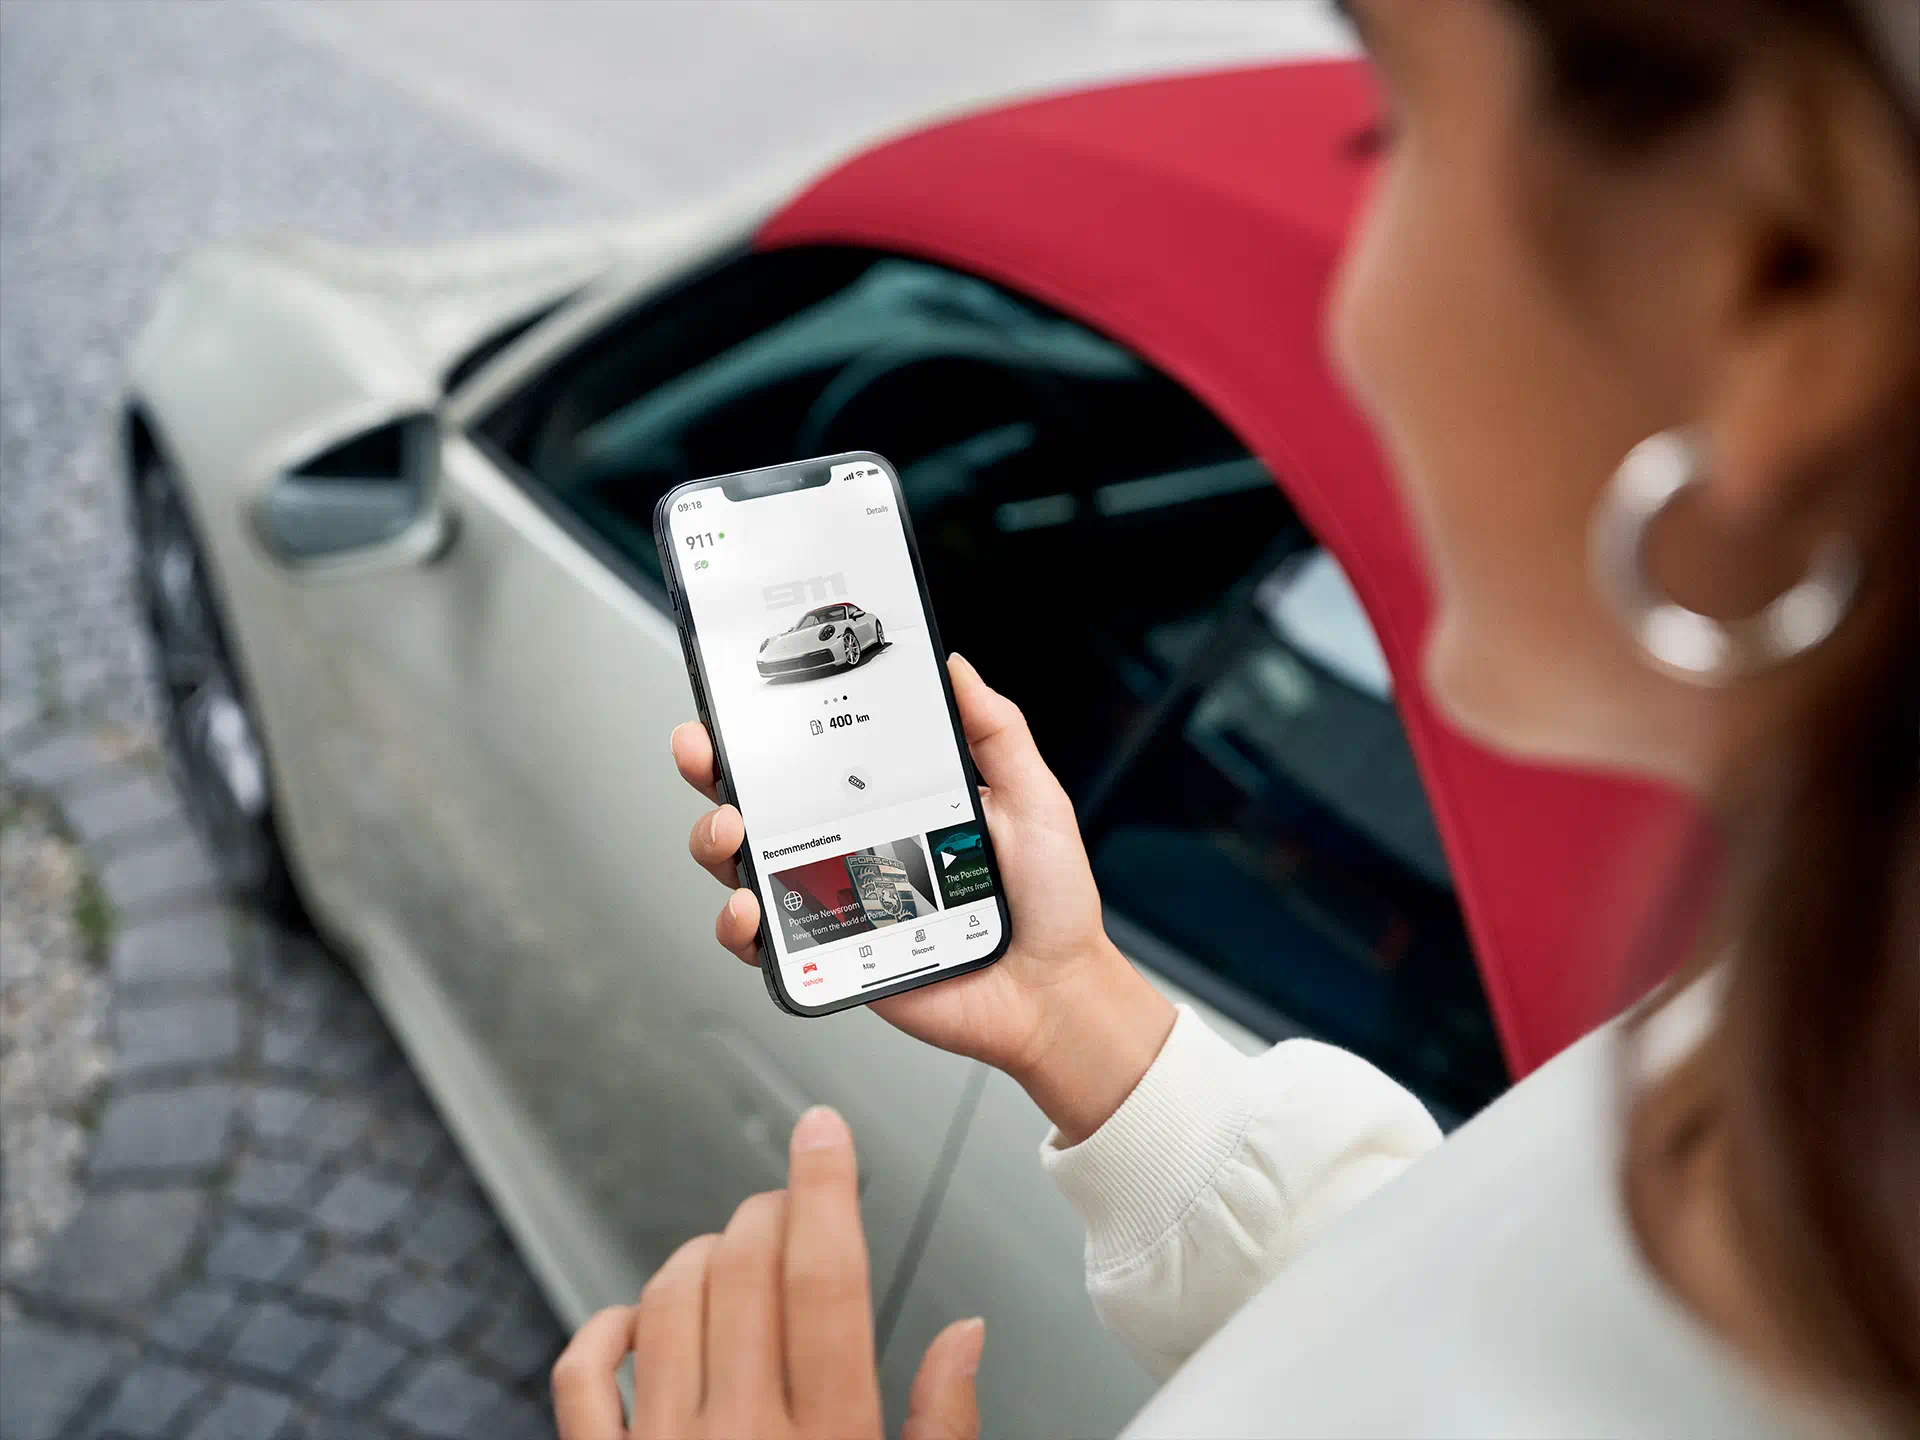 09:18
Details
911
911
400 km
Recommendations
PORSCHE
Porsche Newsroom
News from the world of Porsc
The Porsche
Insights from
Vehicle
Map
Discover
Account